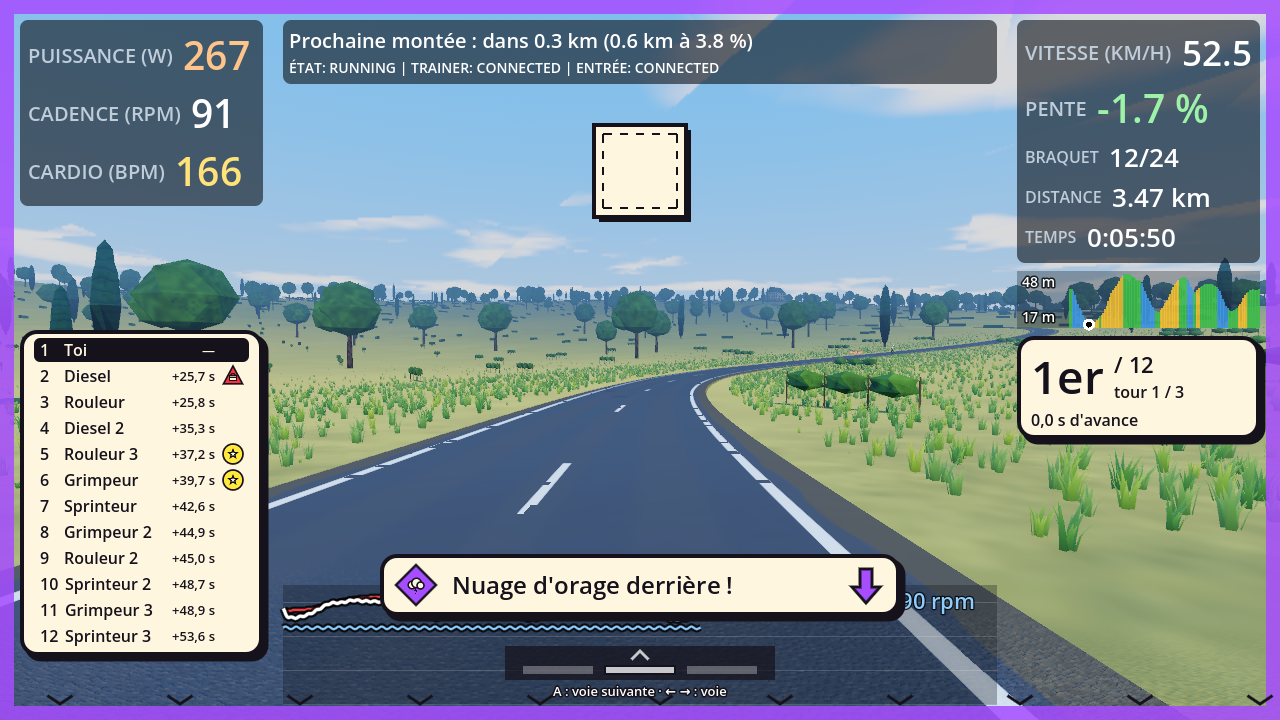 PUISSANCE (W) 267
CADENCE (RPM) 91
CARDIO (BPM) 166
Prochaine montée : dans 0.3 km (0.6 km à 3.8 %)
ÉTAT: RUNNING | TRAINER: CONNECTED | ENTRÉE: CONNECTED
VITESSE (KM/H) 52.5
PENTE -1.7 %
BRAQUET 12/24
DISTANCE 3.47 km
TEMPS 0:05:50
48 m
17 m
1er / 12
tour 1 / 3
0,0 s d'avance
1 Toi —
2 Diesel +25,7 s
3 Rouleur +25,8 s
4 Diesel 2 +35,3 s
5 Rouleur 3 +37,2 s
6 Grimpeur +39,7 s
7 Sprinteur +42,6 s
8 Grimpeur 2 +44,9 s
9 Rouleur 2 +45,0 s
10 Sprinteur 2 +48,7 s
11 Grimpeur 3 +48,9 s
12 Sprinteur 3 +53,6 s
Nuage d'orage derrière !
90 rpm
A : voie suivante · ← → : voie